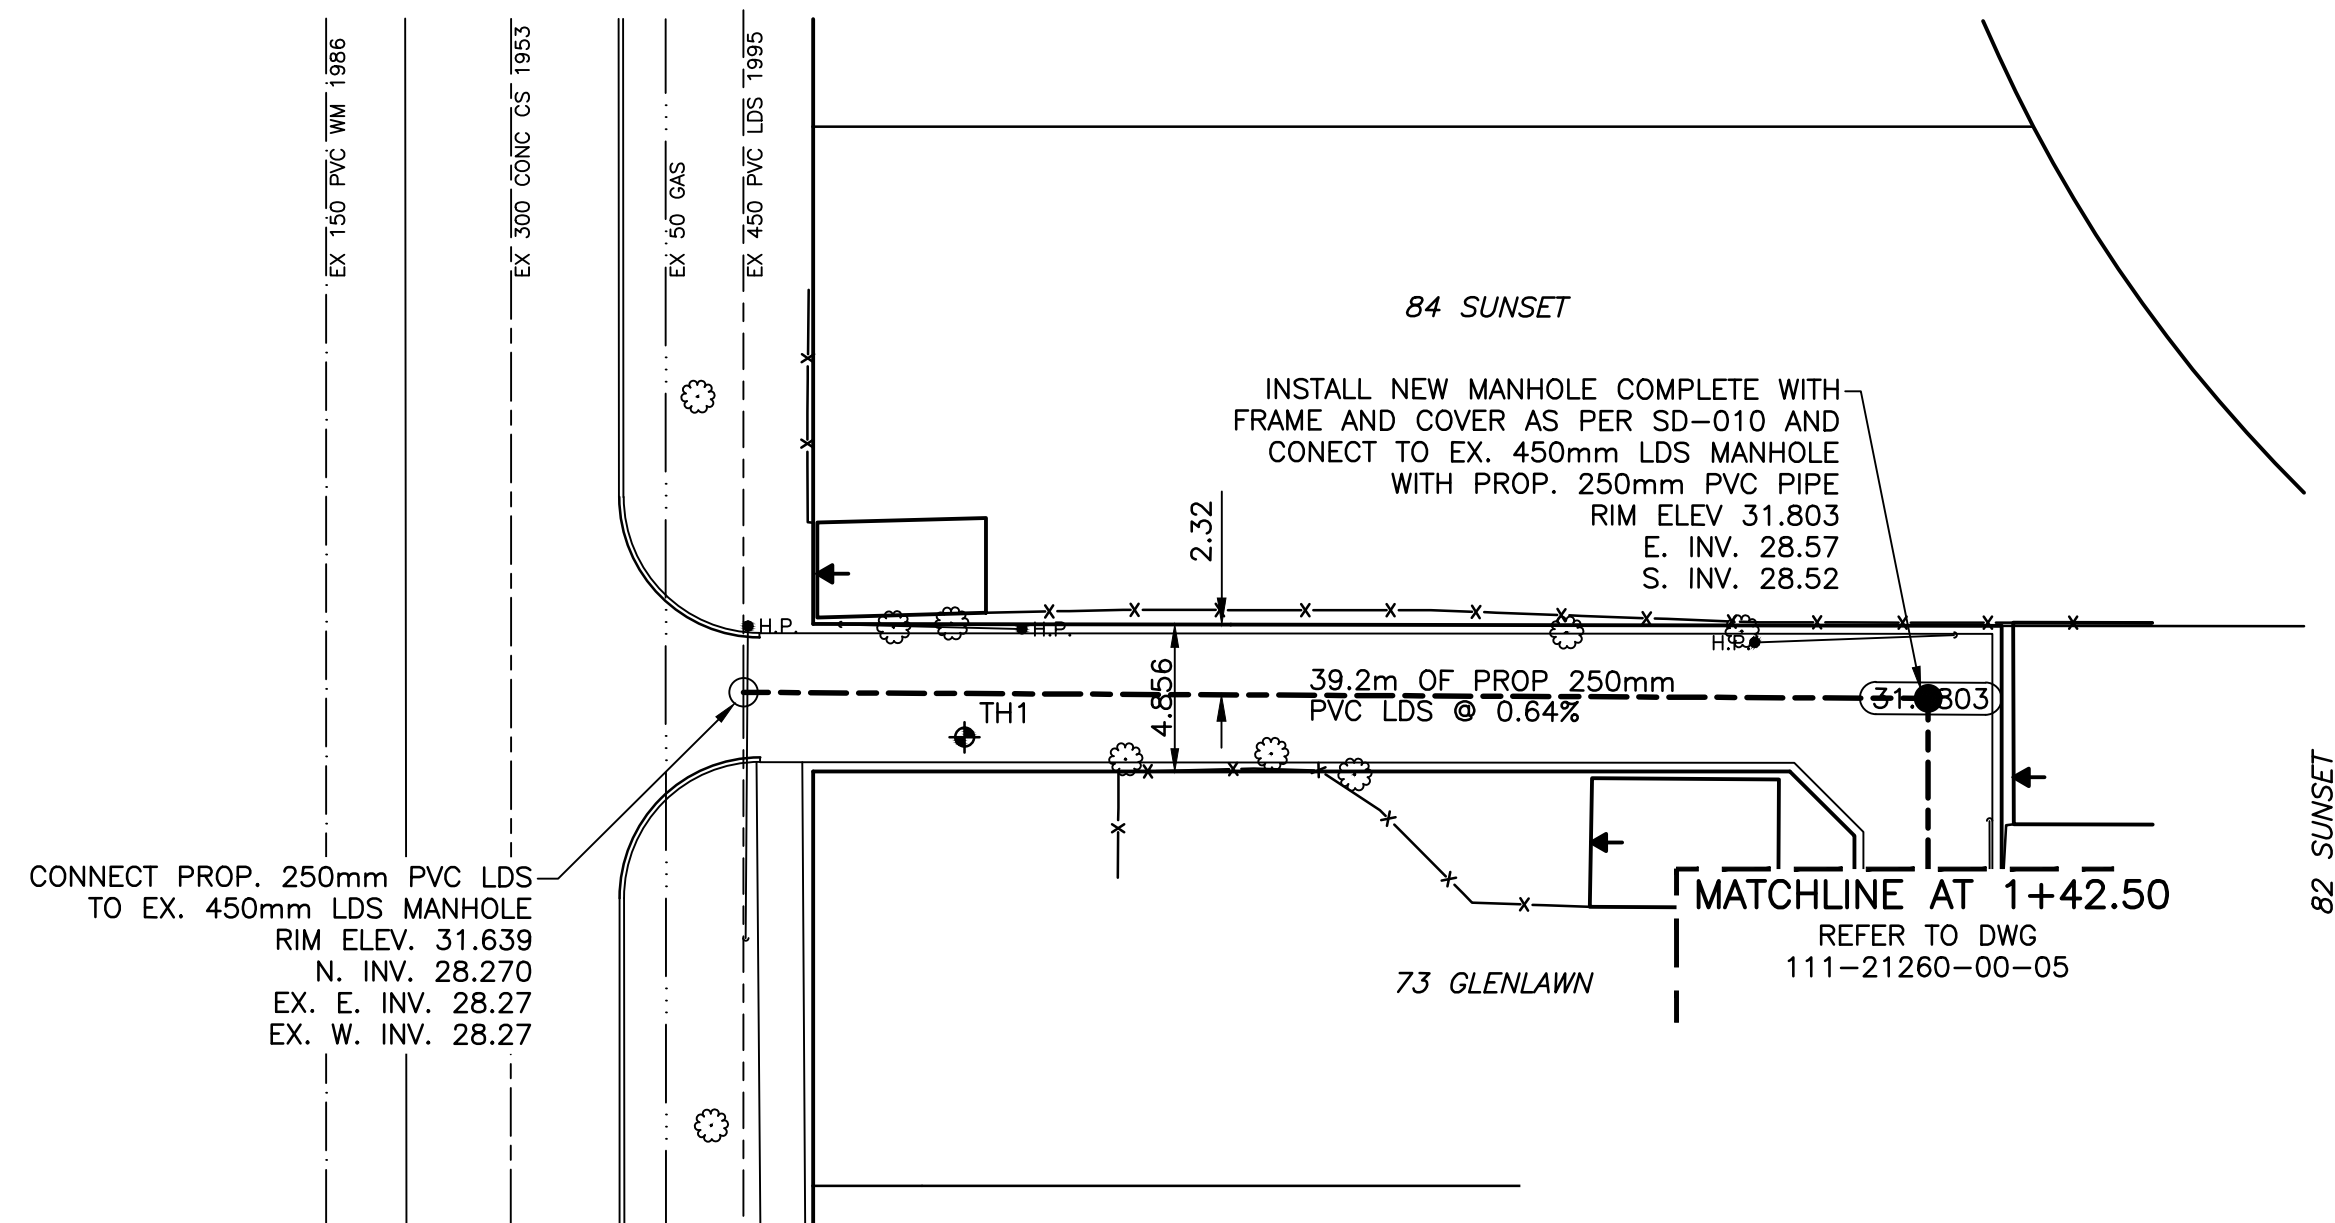 EX 150 PVC WM 1986
EX 300 CONC CS 1953
EX 50 GAS
EX 450 PVC LDS 1995
84 SUNSET
INSTALL NEW MANHOLE COMPLETE WITH
FRAME AND COVER AS PER SD-010 AND
CONECT TO EX. 450mm LDS MANHOLE
WITH PROP. 250mm PVC PIPE
RIM ELEV 31.803
E. INV. 28.57
S. INV. 28.52
2.32
H.P.
H.P.
H.P.
4.856
39.2m OF PROP 250mm
PVC LDS @ 0.64%
31.803
TH1
82 SUNSET
CONNECT PROP. 250mm PVC LDS
TO EX. 450mm LDS MANHOLE
RIM ELEV. 31.639
N. INV. 28.270
EX. E. INV. 28.27
EX. W. INV. 28.27
MATCHLINE AT 1+42.50
REFER TO DWG
111-21260-00-05
73 GLENLAWN